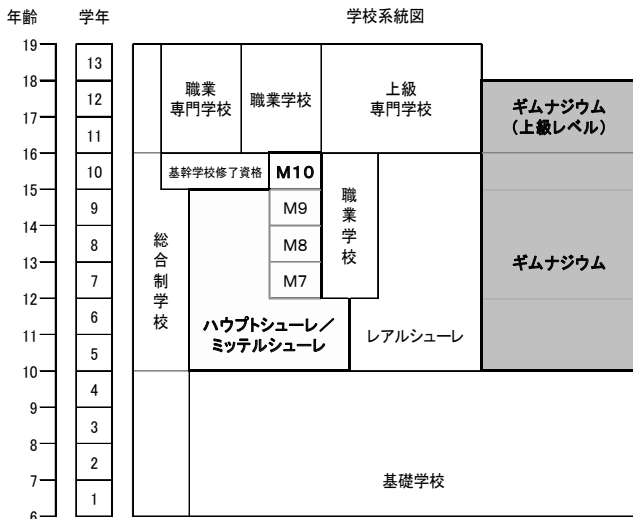 年齢
学年
学校系統図
19
18
17
16
15
14
13
12
11
10
9
8
7
6
13
12
11
10
9
8
7
6
5
4
3
2
1
職業
専門学校
職業学校
上級
専門学校
ギムナジウム
（上級レベル）
基幹学校修了資格
M10
M9
M8
M7
職業学校
総合制学校
ギムナジウム
ハウプトシューレ／
ミッテルシューレ
レアルシューレ
基礎学校